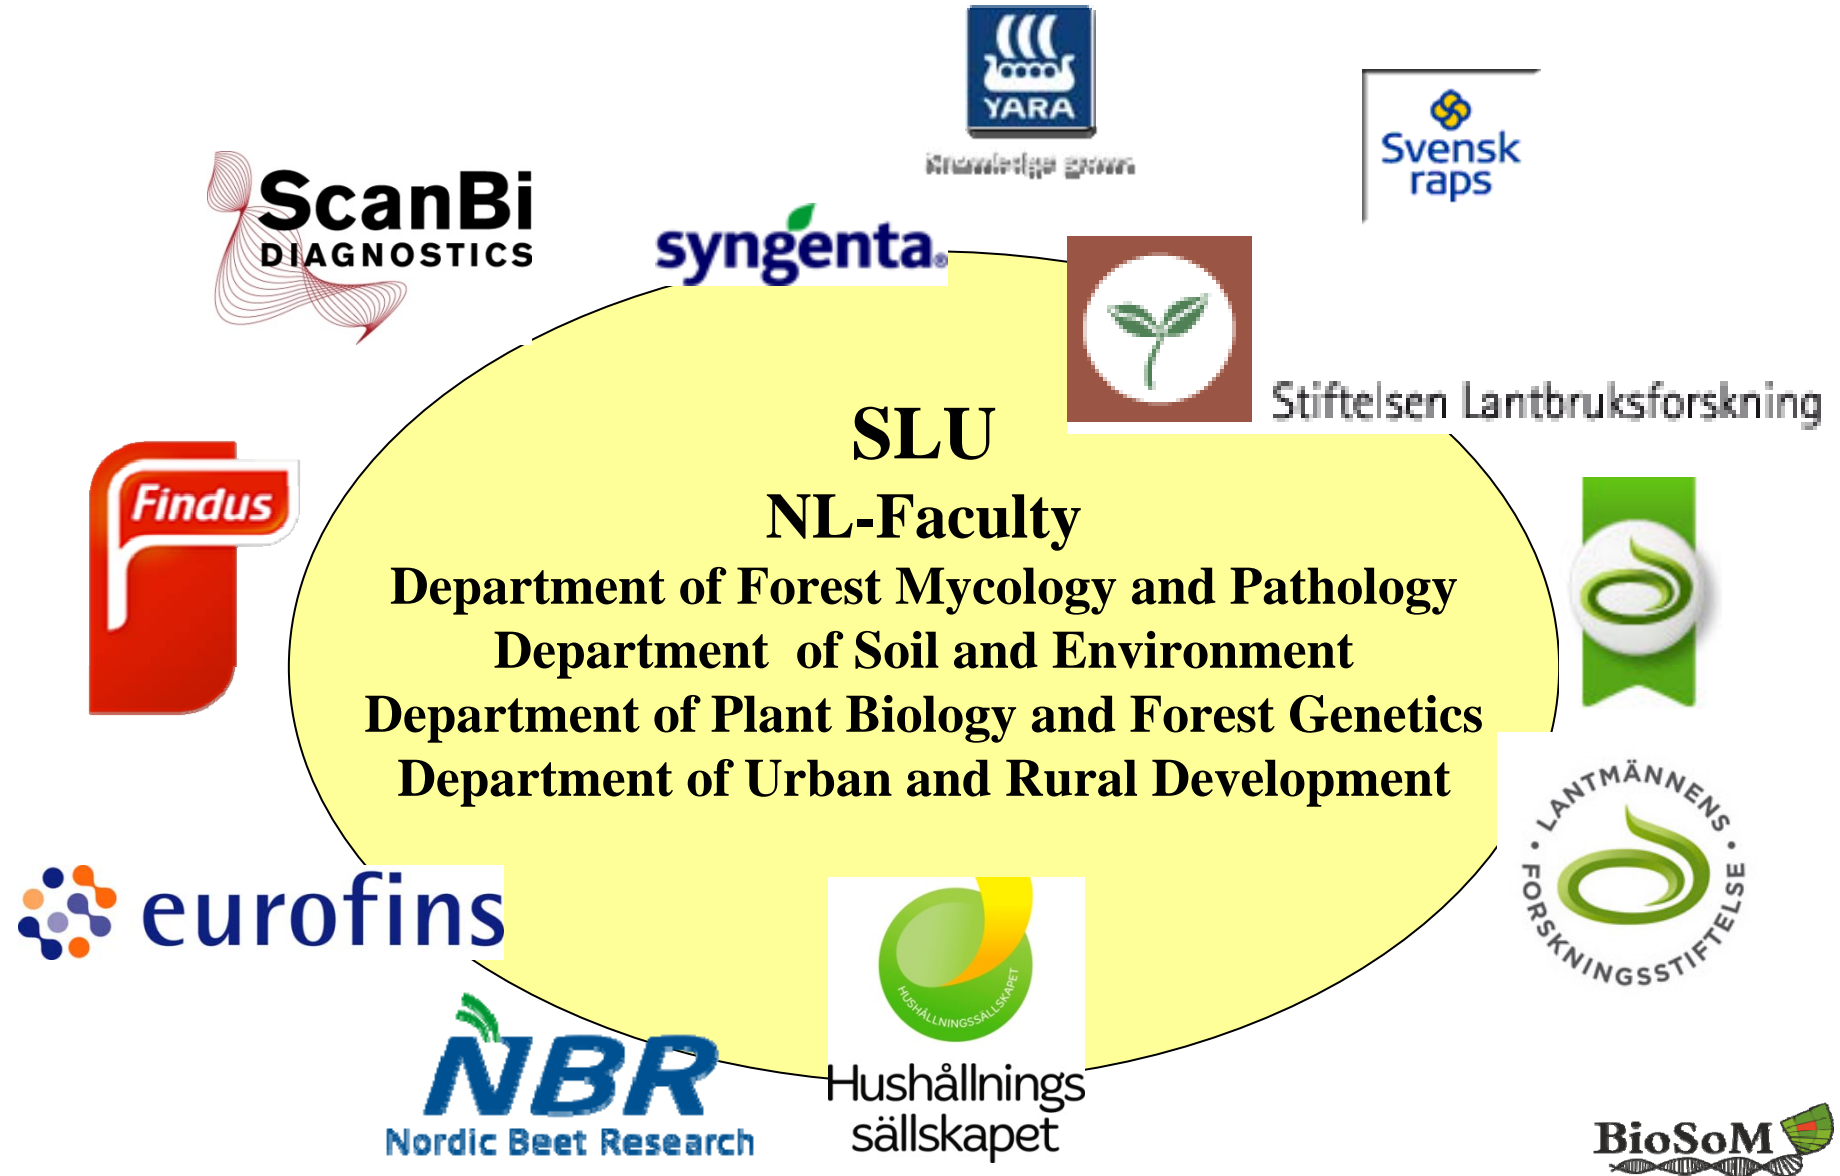 YARA
Knowledge grows
Svensk
raps
ScanBi
DIAGNOSTICS
syngenta®
Stiftelsen Lantbruksforskning
SLU
NL-Faculty
Findus
Department of Forest Mycology and Pathology
Department of Soil and Environment
Department of Plant Biology and Forest Genetics
Department of Urban and Rural Development
· LANTMÄNNENS ·
FORSKNINGSSTIFTELSE
eurofins
HUSHÅLLNINGSSÄLLSKAPET
Hushållnings
sällskapet
NBR
Nordic Beet Research
BioSoM